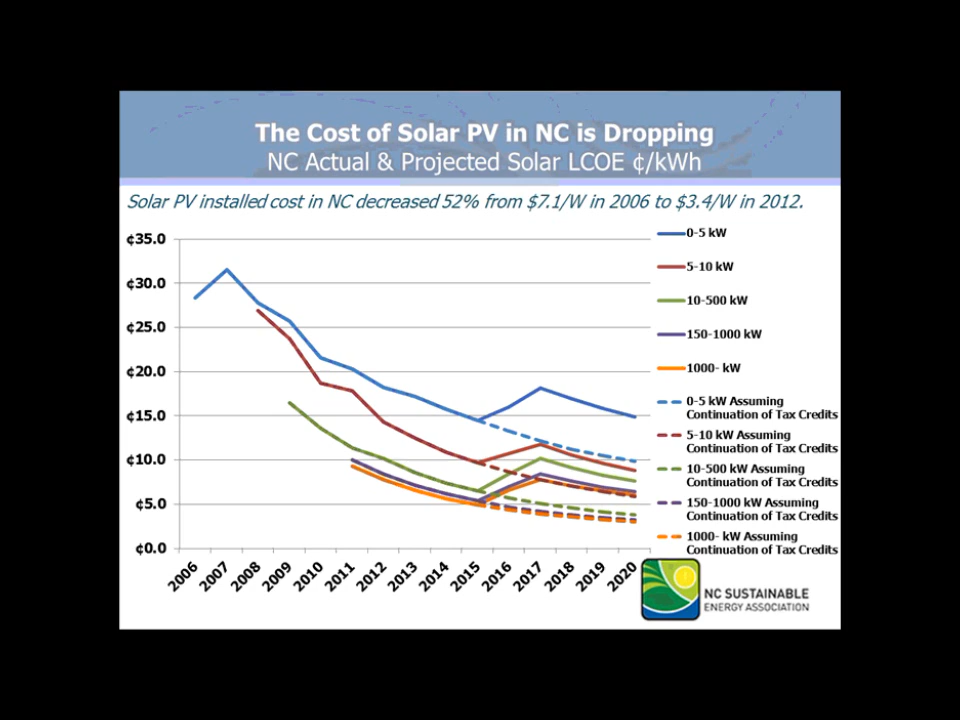 The Cost of Solar PV in NC is Dropping
NC Actual & Projected Solar LCOE ¢/kWh
Solar PV installed cost in NC decreased 52% from $7.1/W in 2006 to $3.4/W in 2012.
¢35.0
¢30.0
¢25.0
¢20.0
¢15.0
¢10.0
¢5.0
¢0.0
2006
2007
2008
2009
2010
2011
2012
2013
2014
2015
2016
2017
2018
2019
2020
0-5 kW
5-10 kW
10-500 kW
150-1000 kW
1000- kW
0-5 kW Assuming
Continuation of Tax Credits
5-10 kW Assuming
Continuation of Tax Credits
10-500 kW Assuming
Continuation of Tax Credits
150-1000 kW Assuming
Continuation of Tax Credits
1000- kW Assuming
Continuation of Tax Credits
NC SUSTAINABLE
ENERGY ASSOCIATION